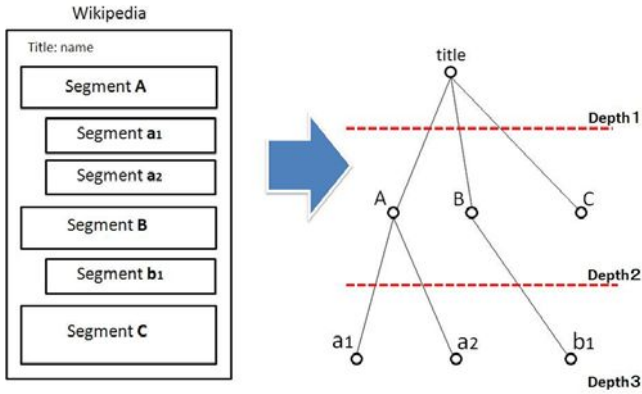 Wikipedia
Title: name
Segment A
Segment a1
Segment a2
Segment B
Segment b1
Segment C
title
Depth1
A
B
C
Depth2
a1
a2
b1
Depth3